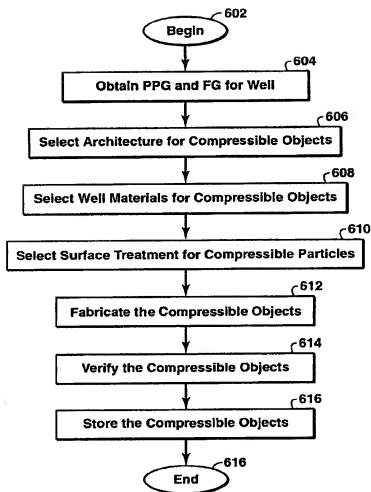 602
Begin
604
Obtain PPG and FG for Well
606
Select Architecture for Compressible Objects
608
Select Well Materials for Compressible Objects
610
Select Surface Treatment for Compressible Particles
612
Fabricate the Compressible Objects
614
Verify the Compressible Objects
616
Store the Compressible Objects
End
616